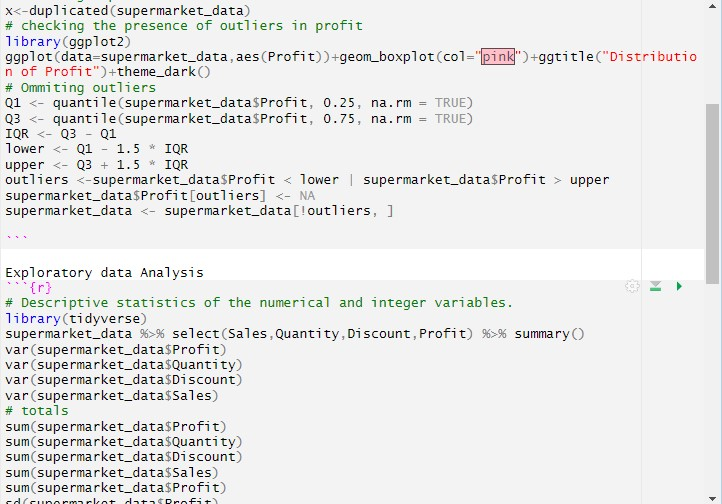 x<-duplicated(supermarket_data)
# checking the presence of outliers in profit
library(ggplot2)
ggplot(data=supermarket_data,aes(Profit))+geom_boxplot(col="pink")+ggtitle("Distributio
n of Profit")+theme_dark()
# Ommiting outliers
Q1 <- quantile(supermarket_data$Profit, 0.25, na.rm = TRUE)
Q3 <- quantile(supermarket_data$Profit, 0.75, na.rm = TRUE)
IQR <- Q3 - Q1
lower <- Q1 - 1.5 * IQR
upper <- Q3 + 1.5 * IQR
outliers <-supermarket_data$Profit < lower | supermarket_data$Profit > upper
supermarket_data$Profit[outliers] <- NA
supermarket_data <- supermarket_data[!outliers, ]
```
Exploratory data Analysis
```{r}
# Descriptive statistics of the numerical and integer variables.
library(tidyverse)
supermarket_data %>% select(Sales,Quantity,Discount,Profit) %>% summary()
var(supermarket_data$Profit)
var(supermarket_data$Quantity)
var(supermarket_data$Discount)
var(supermarket_data$Sales)
# totals
sum(supermarket_data$Profit)
sum(supermarket_data$Quantity)
sum(supermarket_data$Discount)
sum(supermarket_data$Sales)
sum(supermarket_data$Profit)
sd(supermarket_data$Profit)